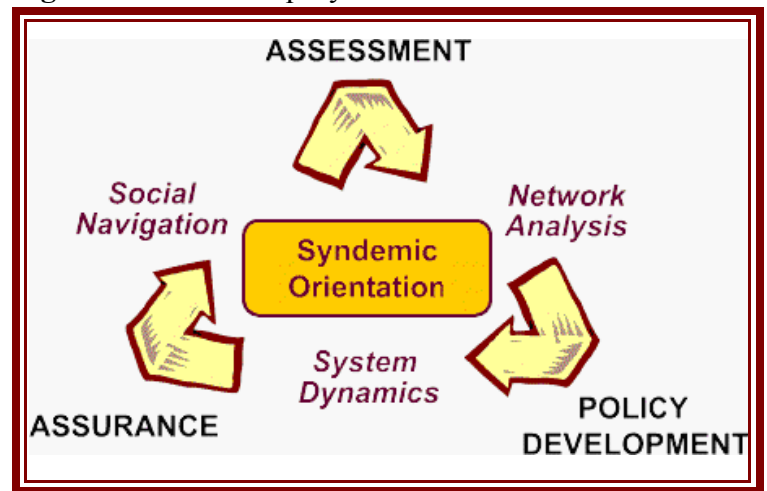 ASSESSMENT
Social
Navigation
Network
Analysis
Syndemic
Orientation
System
Dynamics
ASSURANCE
POLICY
DEVELOPMENT